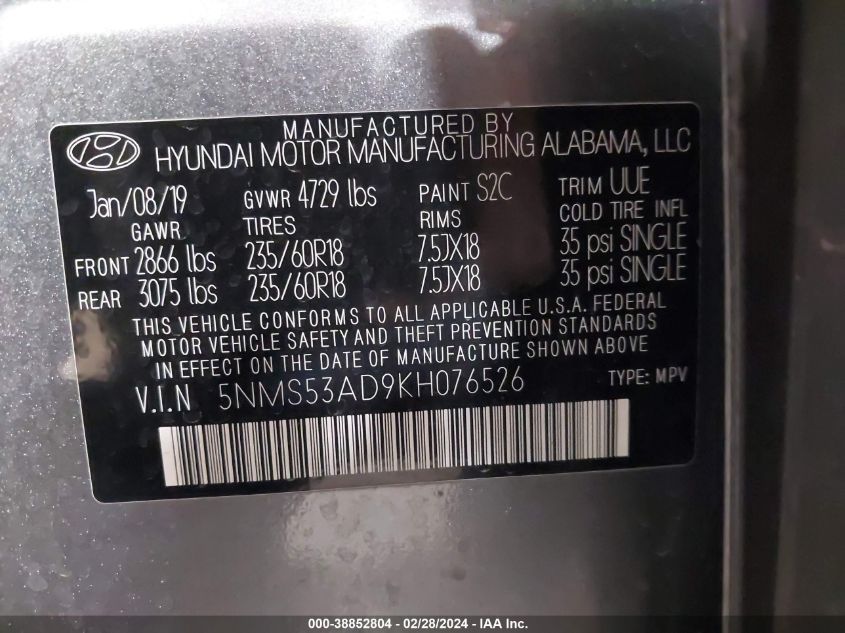 MANUFACTURED BY
HYUNDAI MOTOR MANUFACTURING ALABAMA, LLC
Jan/08/19 GVWR 4729 lbs PAINT S2C TRIM UUE
GAWR TIRES RIMS COLD TIRE INFL
FRONT 2866 lbs 235/60R18 7.5JX18 35 psi SINGLE
REAR 3075 lbs 235/60R18 7.5JX18 35 psi SINGLE
THIS VEHICLE CONFORMS TO ALL APPLICABLE U.S.A. FEDERAL
MOTOR VEHICLE SAFETY AND THEFT PREVENTION STANDARDS
IN EFFECT ON THE DATE OF MANUFACTURE SHOWN ABOVE.
V.I.N 5NMS53AD9KH076526 TYPE: MPV
000-38852804 - 02/28/2024 - IAA Inc.